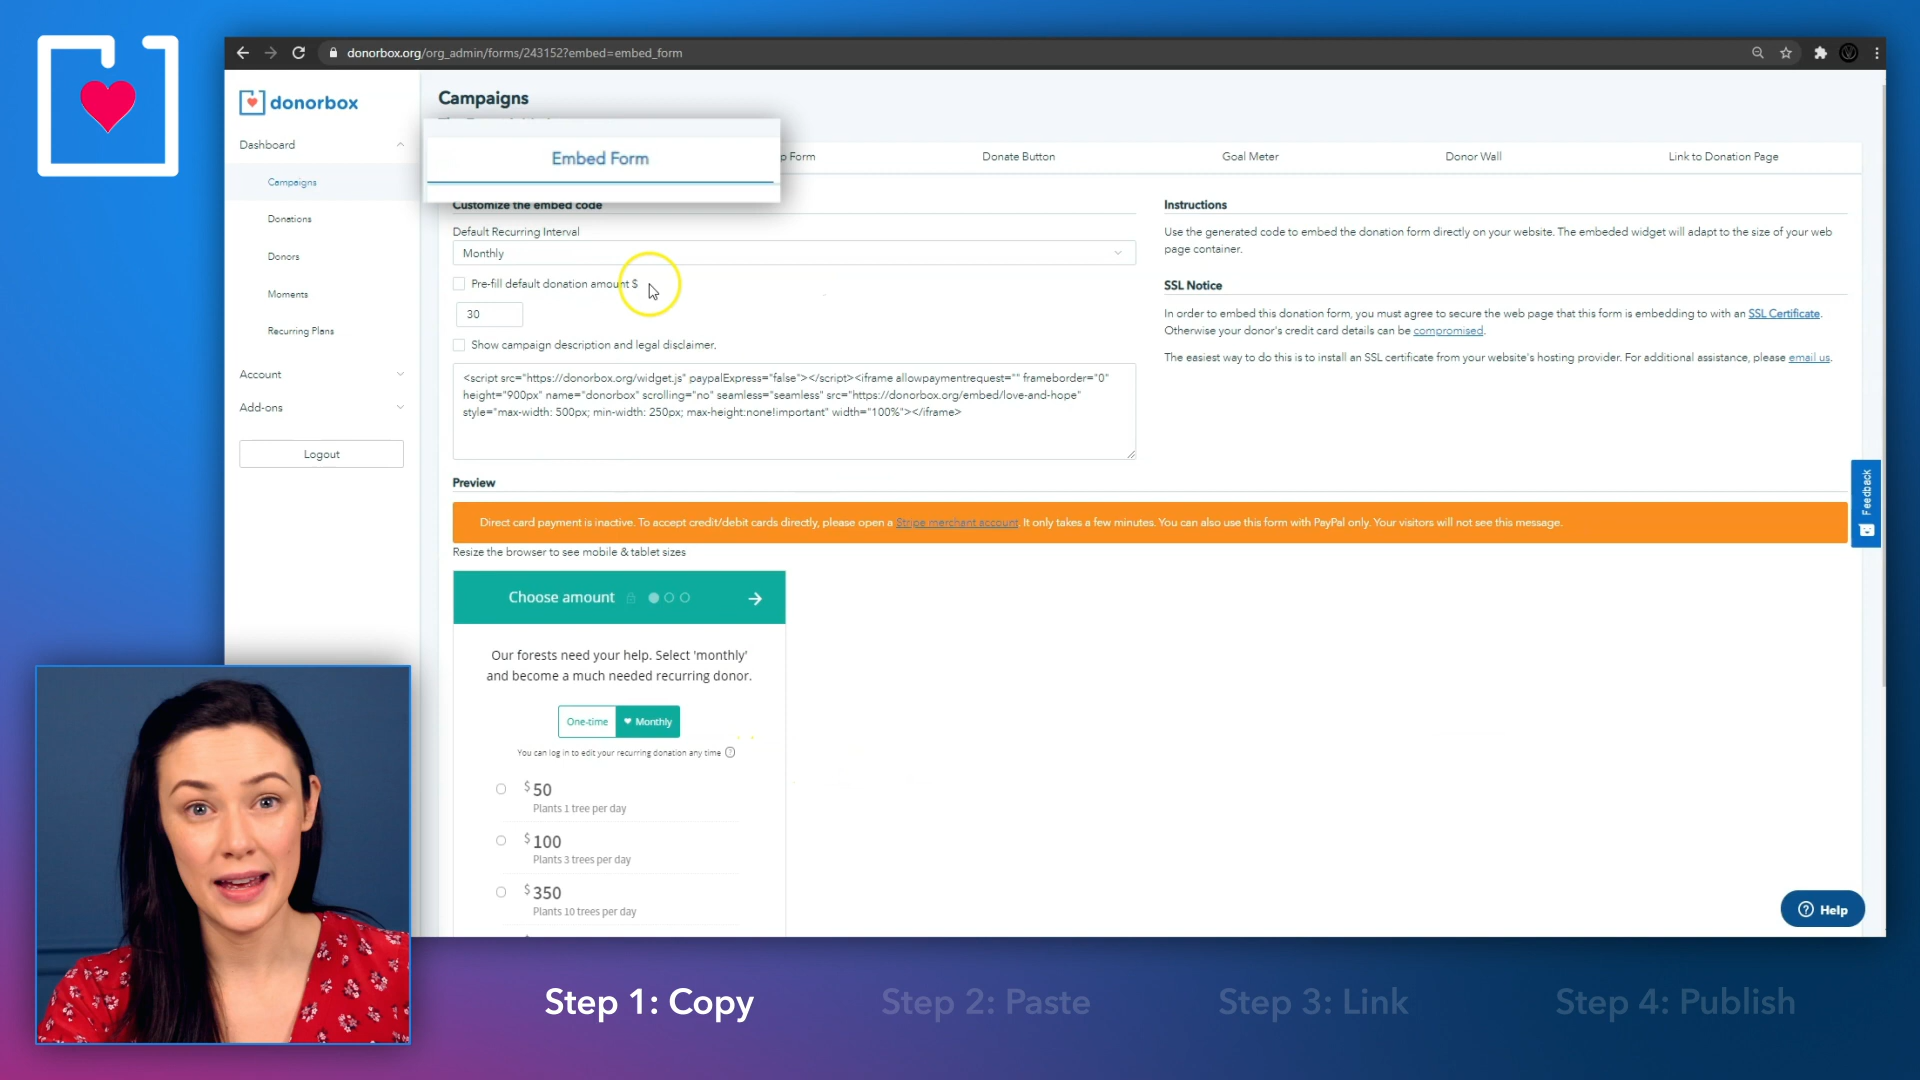 donorbox.org/org_admin/forms/243152?embed=embed_form
donorbox
Dashboard
Campaigns
Donations
Donors
Moments
Recurring Plans
Account
Add-ons
Logout
Campaigns
Embed Form
p Form
Donate Button
Goal Meter
Donor Wall
Link to Donation Page
Customize the embed code
Default Recurring Interval
Monthly
Pre-fill default donation amount $
30
Show campaign description and legal disclaimer.
<script src="https://donorbox.org/widget.js" paypalExpress="false"></script><iframe allowpaymentrequest="" frameborder="0"
height="900px" name="donorbox" scrolling="no" seamless="seamless" src="https://donorbox.org/embed/love-and-hope"
style="max-width: 500px; min-width: 250px; max-height:none!important" width="100%"></iframe>
Instructions
Use the generated code to embed the donation form directly on your website. The embeded widget will adapt to the size of your web
page container.
SSL Notice
In order to embed this donation form, you must agree to secure the web page that this form is embedding to with an SSL Certificate.
Otherwise your donor's credit card details can be compromised.
The easiest way to do this is to install an SSL certificate from your website's hosting provider. For additional assistance, please email us.
Feedback
Preview
Direct card payment is inactive. To accept credit/debit cards directly, please open a Stripe merchant account. It only takes a few minutes. You can also use this form with PayPal only. Your visitors will not see this message.
Resize the browser to see mobile & tablet sizes
Choose amount
Our forests need your help. Select 'monthly'
and become a much needed recurring donor.
One-time
Monthly
You can log in to edit your recurring donation any time ?
$ 50
Plants 1 tree per day
$ 100
Plants 3 trees per day
$ 350
Plants 10 trees per day
? Help
Step 1: Copy
Step 2: Paste
Step 3: Link
Step 4: Publish